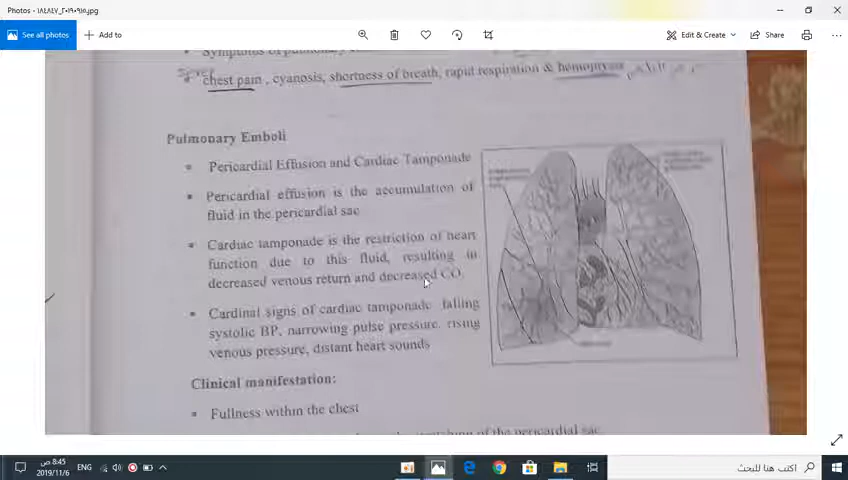 Photos - ١٨٤٨٤٧_٢٠١٩٠٩١٥.jpg
See all photos
Add to
Edit & Create
Share
chest pain , cyanosis, shortness of breath, rapid respiration & hemoptysis
Pulmonary Emboli
Pericardial Effusion and Cardiac Tamponade
Pericardial effusion is the accumulation of
fluid in the pericardial sac
Cardiac tamponade is the restriction of heart
function due to this fluid, resulting in
decreased venous return and decreased CO.
Cardinal signs of cardiac tamponade falling
systolic BP, narrowing pulse pressure, rising
venous pressure, distant heart sounds
Clinical manifestation:
Fullness within the chest
stretching of the pericardial sac.
8:45 ص
2019/11/6
ENG
اكتب هنا للبحث